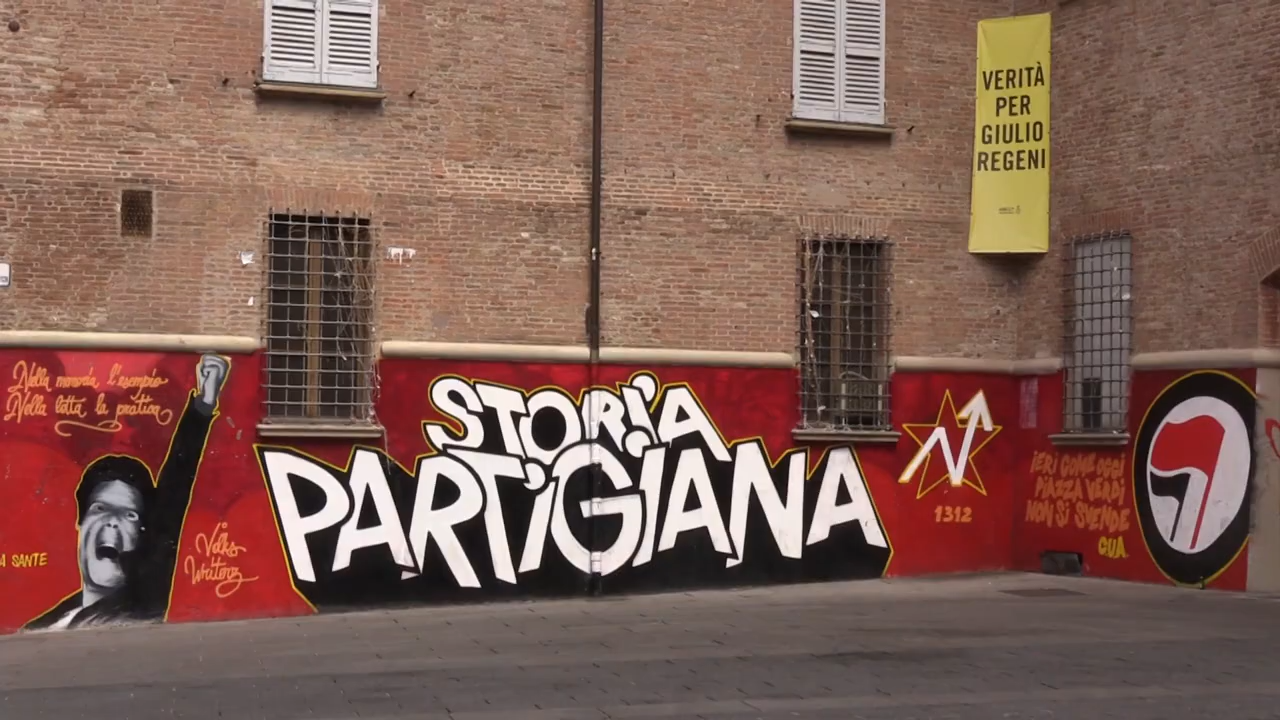 VERITÀ
PER
GIULIO
REGENI
Nella memoria l'esempio
Nella lotta la pratica
STORIA
PARTIGIANA
1312
IERI COME OGGI
PIAZZA VERDI
NON SI SVENDE
CUA
Volks
Writerz
A SANTE